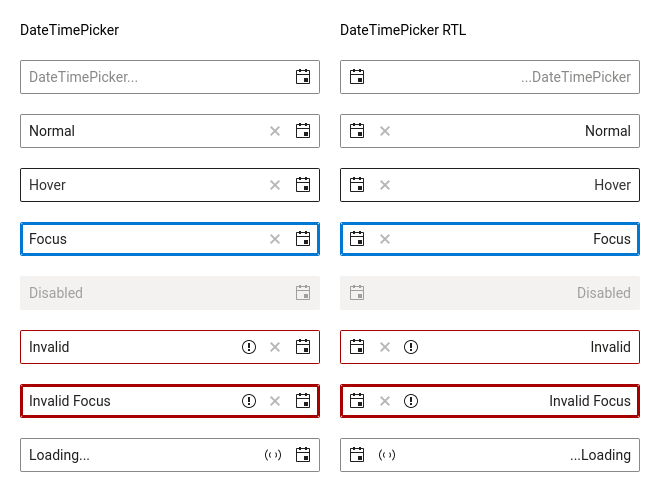 DateTimePicker
DateTimePicker RTL
DateTimePicker...
...DateTimePicker
Normal
Normal
Hover
Hover
Focus
Focus
Disabled
Disabled
Invalid
Invalid
Invalid Focus
Invalid Focus
Loading...
...Loading